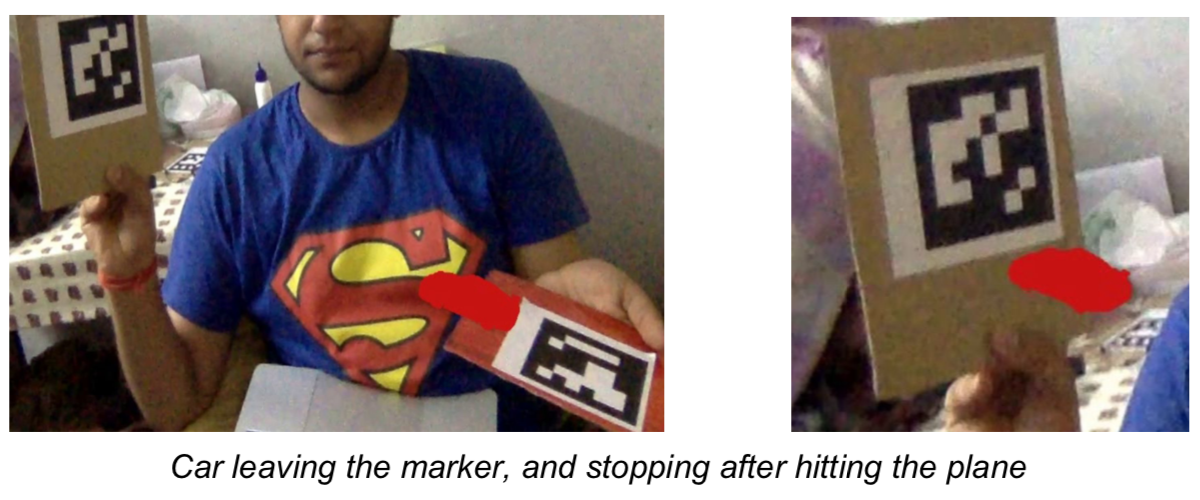 Car leaving the marker, and stopping after hitting the plane